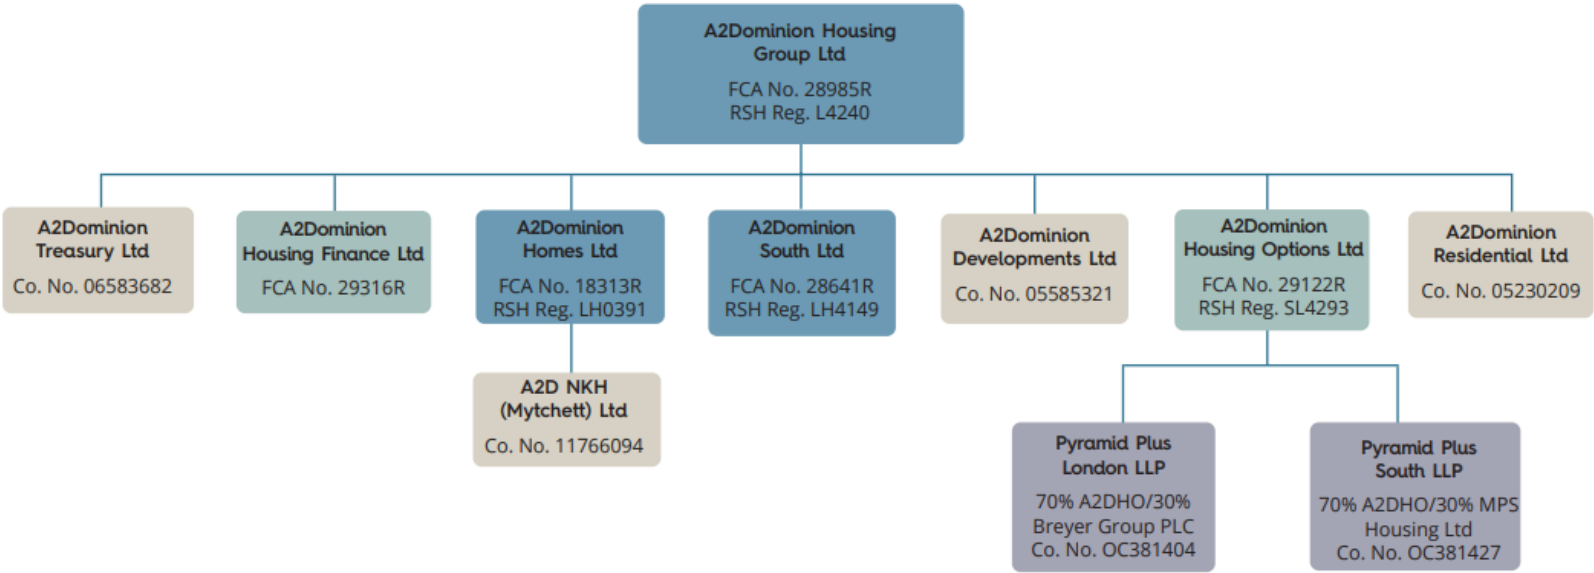 A2Dominion Housing
Group Ltd
FCA No. 28985R
RSH Reg. L4240
A2Dominion
Treasury Ltd
Co. No. 06583682
A2Dominion
Housing Finance Ltd
FCA No. 29316R
A2Dominion
Homes Ltd
FCA No. 18313R
RSH Reg. LH0391
A2Dominion
South Ltd
FCA No. 28641R
RSH Reg. LH4149
A2Dominion
Developments Ltd
Co. No. 05585321
A2Dominion
Housing Options Ltd
FCA No. 29122R
RSH Reg. SL4293
A2Dominion
Residential Ltd
Co. No. 05230209
A2D NKH
(Mytchett) Ltd
Co. No. 11766094
Pyramid Plus
London LLP
70% A2DHO/30%
Breyer Group PLC
Co. No. OC381404
Pyramid Plus
South LLP
70% A2DHO/30% MPS
Housing Ltd
Co. No. OC381427